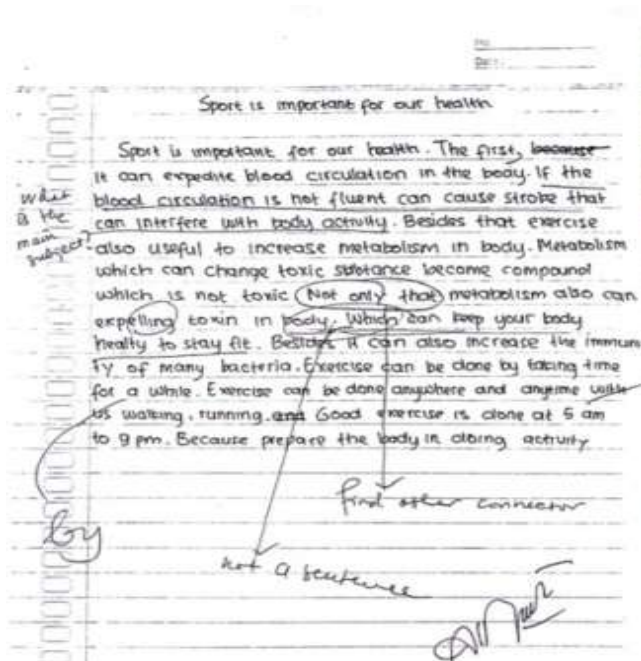 Sport is important for our health
Sport is important for our health. The first, because
it can expedite blood circulation in the body. If the
blood circulation is not fluent can cause stroke that
can interfere with body activity. Besides that exercise
also useful to increase metabolism in body. Metabolism
which can change toxic substance become compound
which is not toxic Not only that metabolism also can
expelling toxin in body. Which can keep your body
healty to stay fit. Besides it can also increase the immuni
ty of many bacteria. Exercise can be done by taking time
for a while. Exercise can be done anywhere and anytime with
us walking, running, and Good exercise is done at 5 am
to 9 pm. Because prepare the body in doing activity
what
is the
main
subject?
find other connector
by
not a sentence